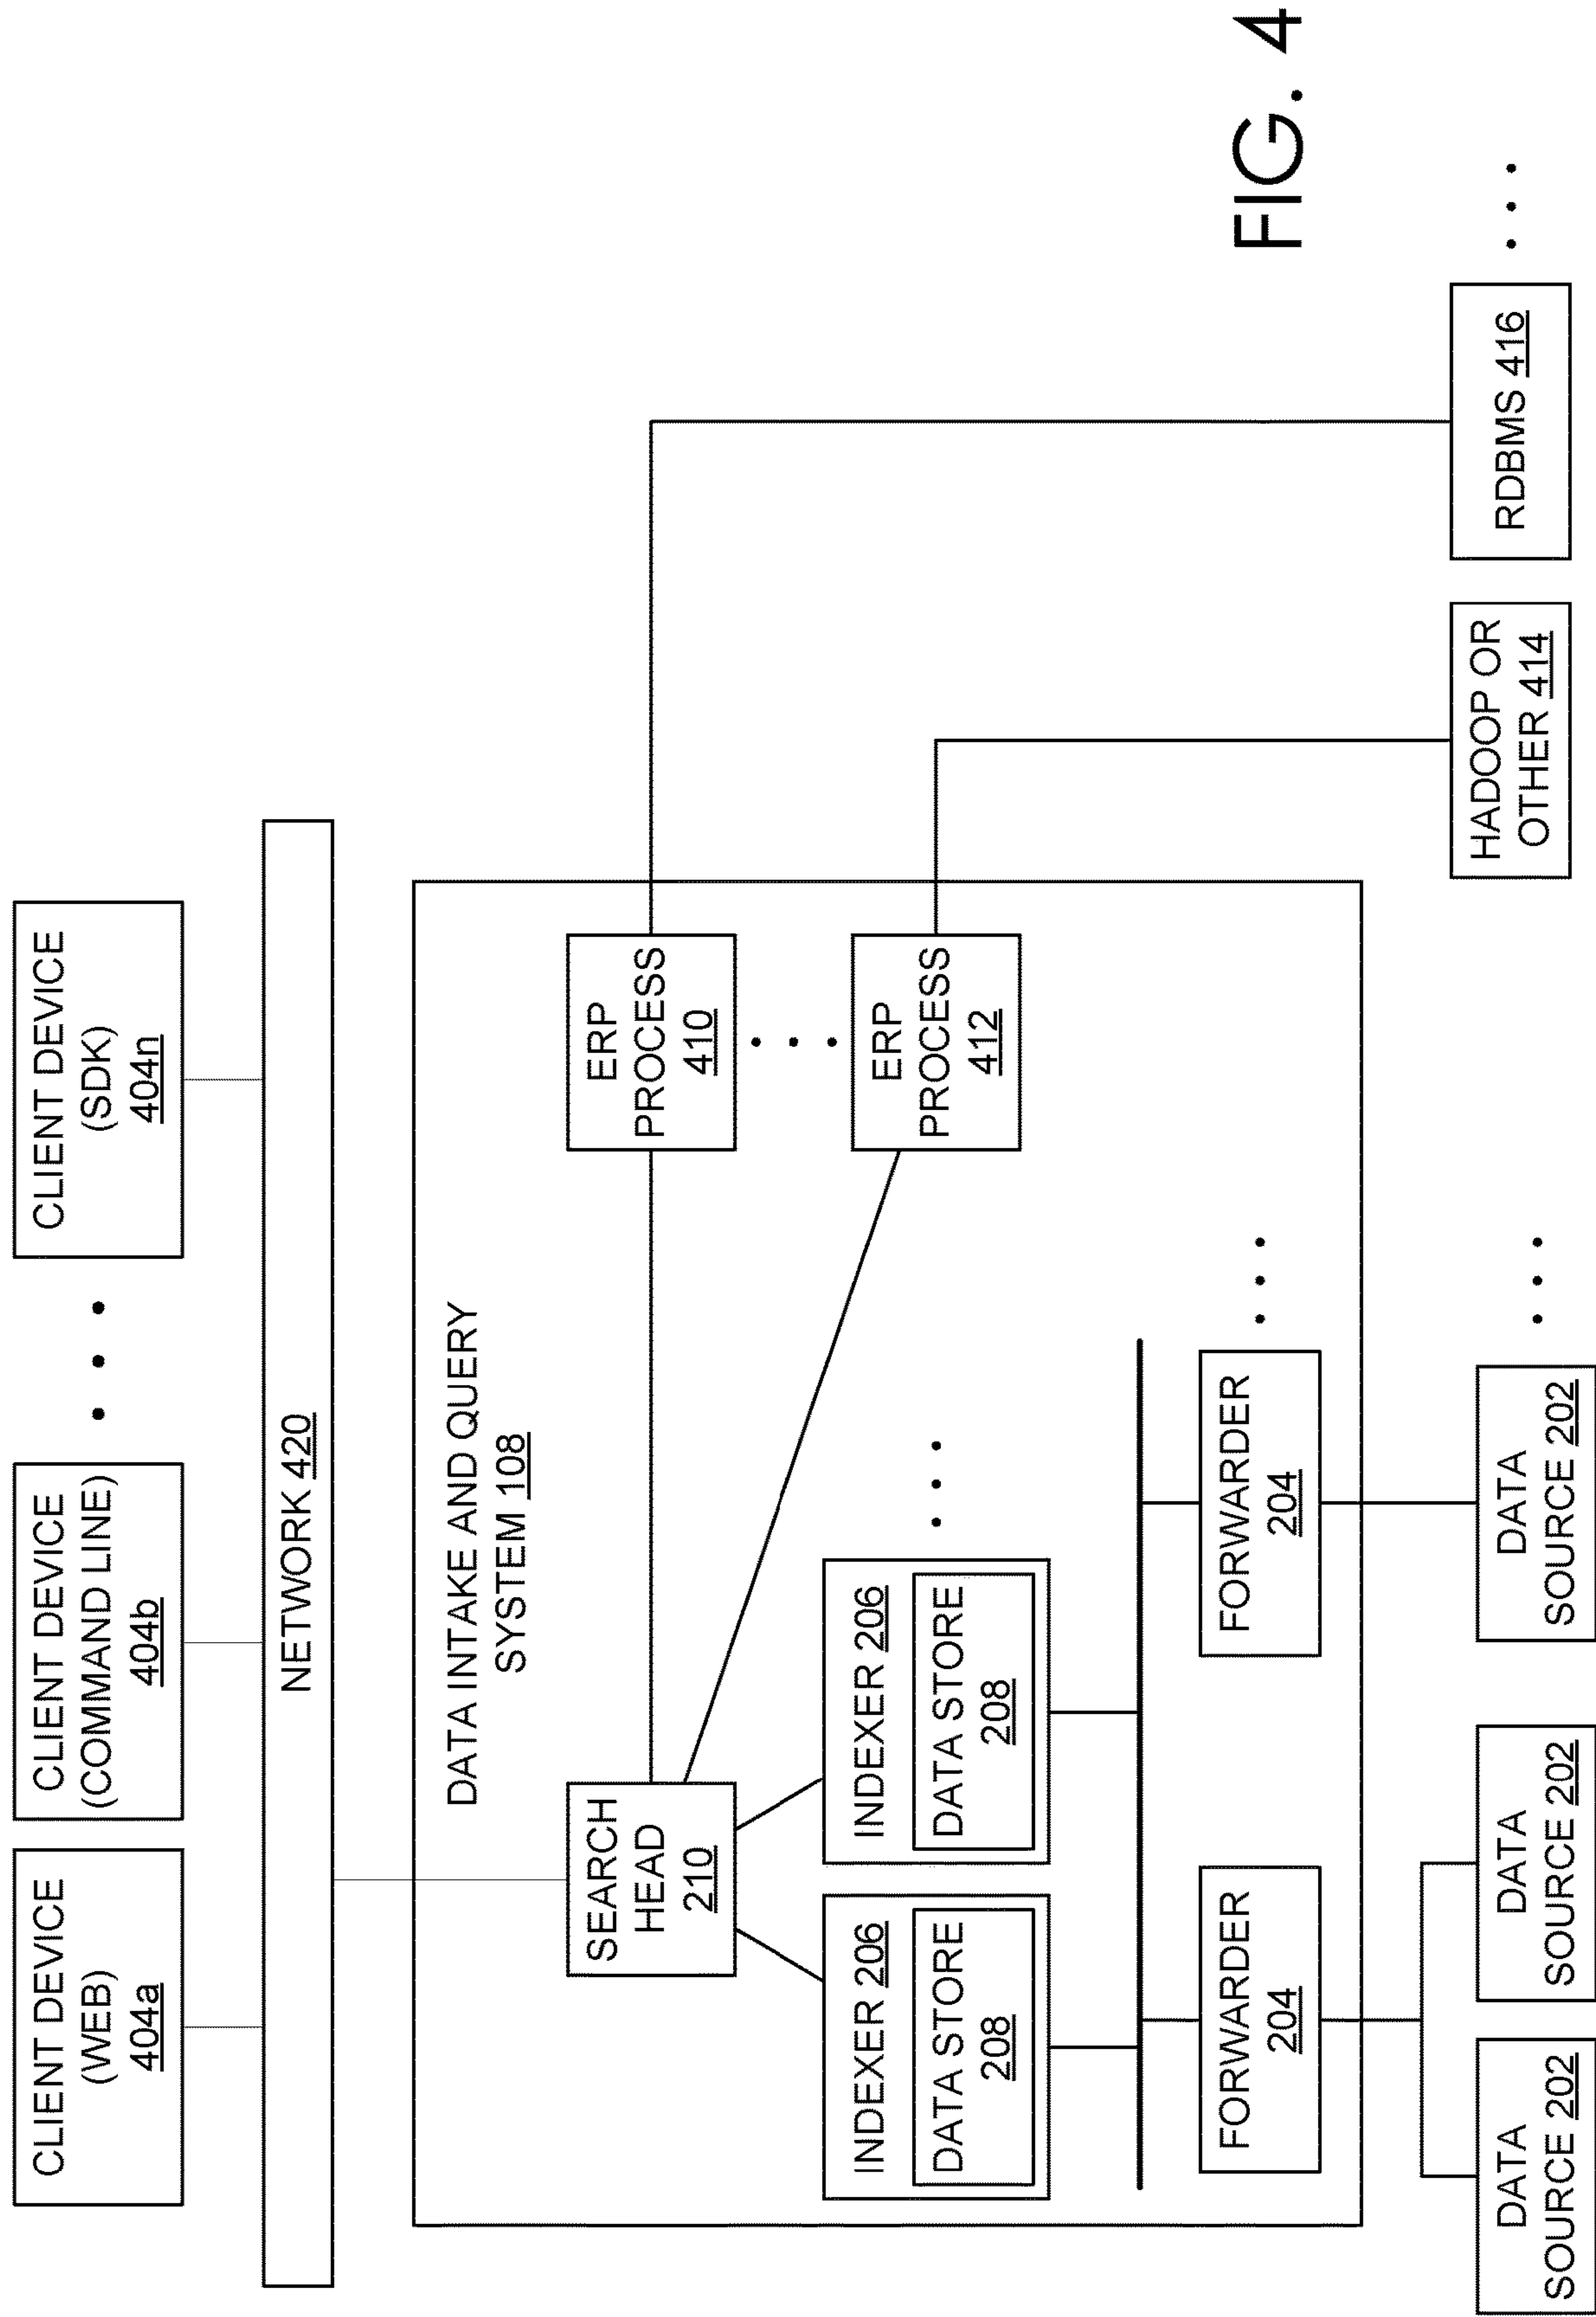 CLIENT DEVICE
(WEB)
404a
CLIENT DEVICE
(COMMAND LINE)
404b
CLIENT DEVICE
(SDK)
404n
NETWORK 420
DATA INTAKE AND QUERY
SYSTEM 108
SEARCH
HEAD
210
ERP
PROCESS
410
INDEXER 206
DATA STORE
208
INDEXER 206
DATA STORE
208
ERP
PROCESS
412
FORWARDER
204
FORWARDER
204
DATA
SOURCE 202
DATA
SOURCE 202
DATA
SOURCE 202
HADOOP OR
OTHER 414
RDBMS 416
FIG. 4